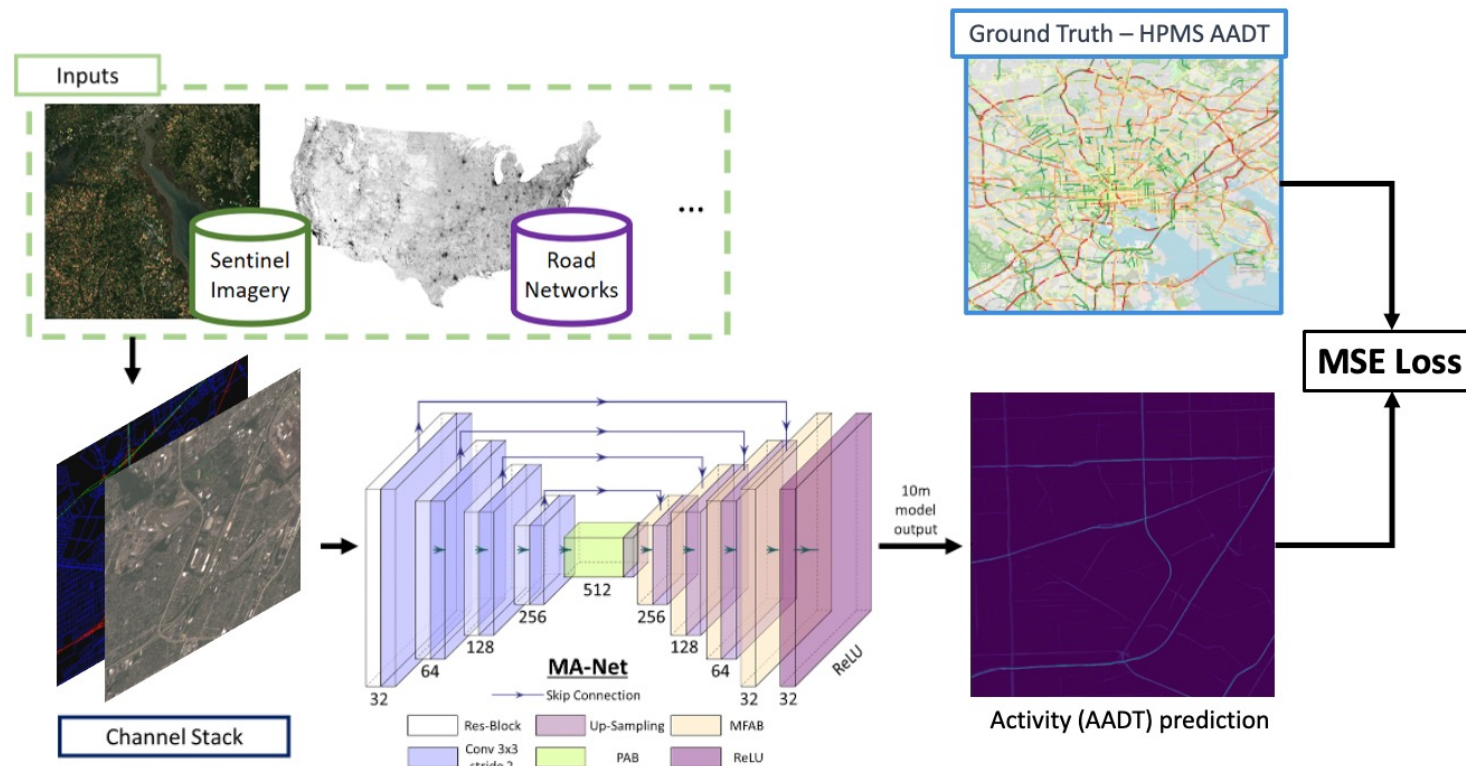 Ground Truth – HPMS AADT
Inputs
Sentinel
Imagery
Road
Networks
...
MSE Loss
10m
model
output
32
64
128
256
512
256
128
64
32
32
ReLU
MA-Net
Skip Connection
Res-Block
Up-Sampling
MFAB
Conv 3x3
stride 2
PAB
ReLU
Channel Stack
Activity (AADT) prediction